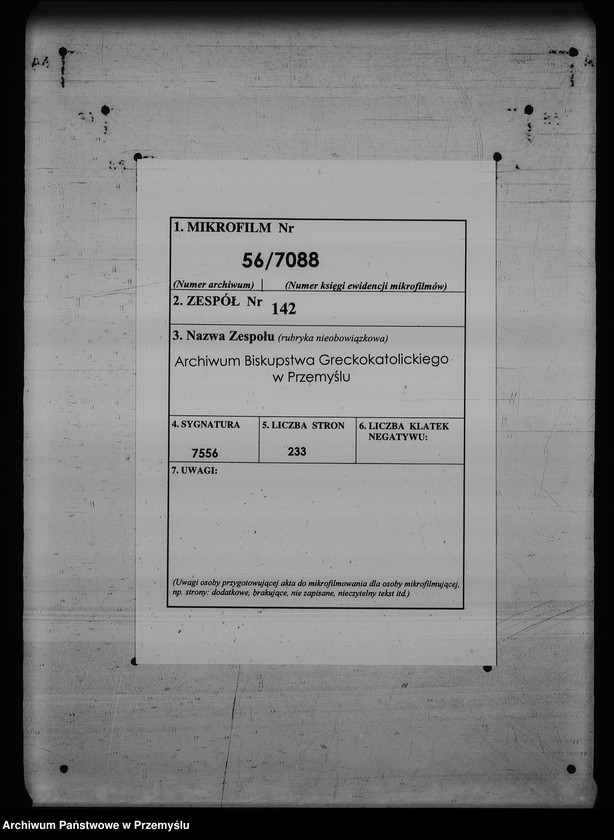 1. MIKROFILM Nr
56/7088
(Numer archiwum) | (Numer księgi ewidencji mikrofilmów)
2. ZESPÓŁ Nr 142
3. Nazwa Zespołu (rubryka nieobowiązkowa)
Archiwum Biskupstwa Greckokatolickiego
w Przemyślu
4. SYGNATURA
7556
5. LICZBA STRON
233
6. LICZBA KLATEK
NEGATYWU:
7. UWAGI:
(Uwagi osoby przygotowującej akta do mikrofilmowania dla osoby mikrofilmującej,
np. strony: dodatkowe, brakujące, nie zapisane, nieczytelny tekst itd.)
Archiwum Państwowe w Przemyślu